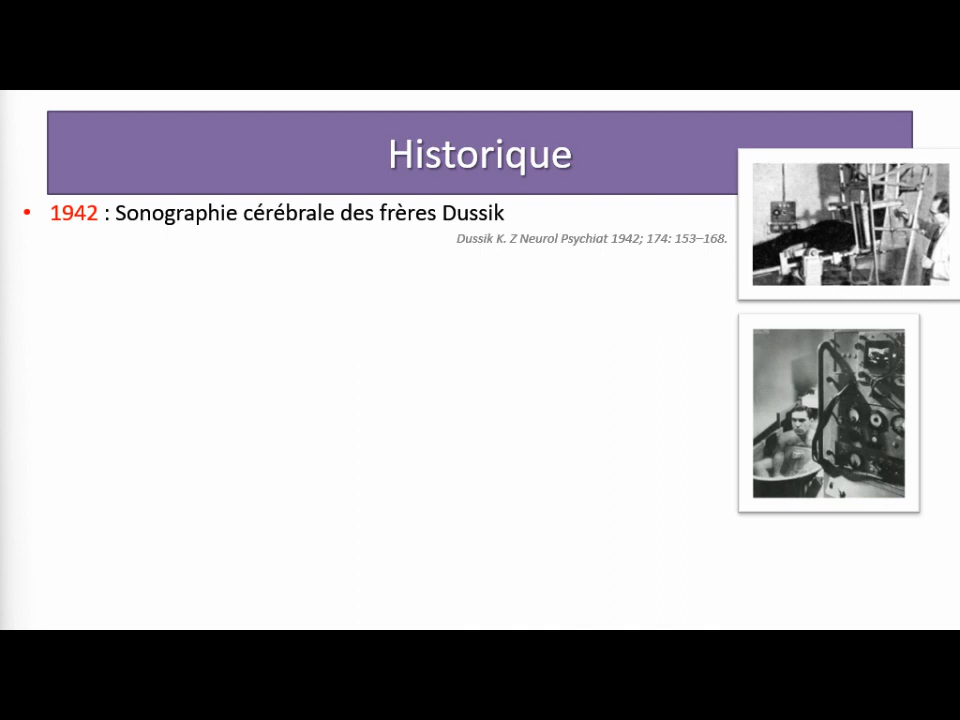 Historique
• 1942 : Sonographie cérébrale des frères Dussik
Dussik K. Z Neurol Psychiat 1942; 174: 153–168.